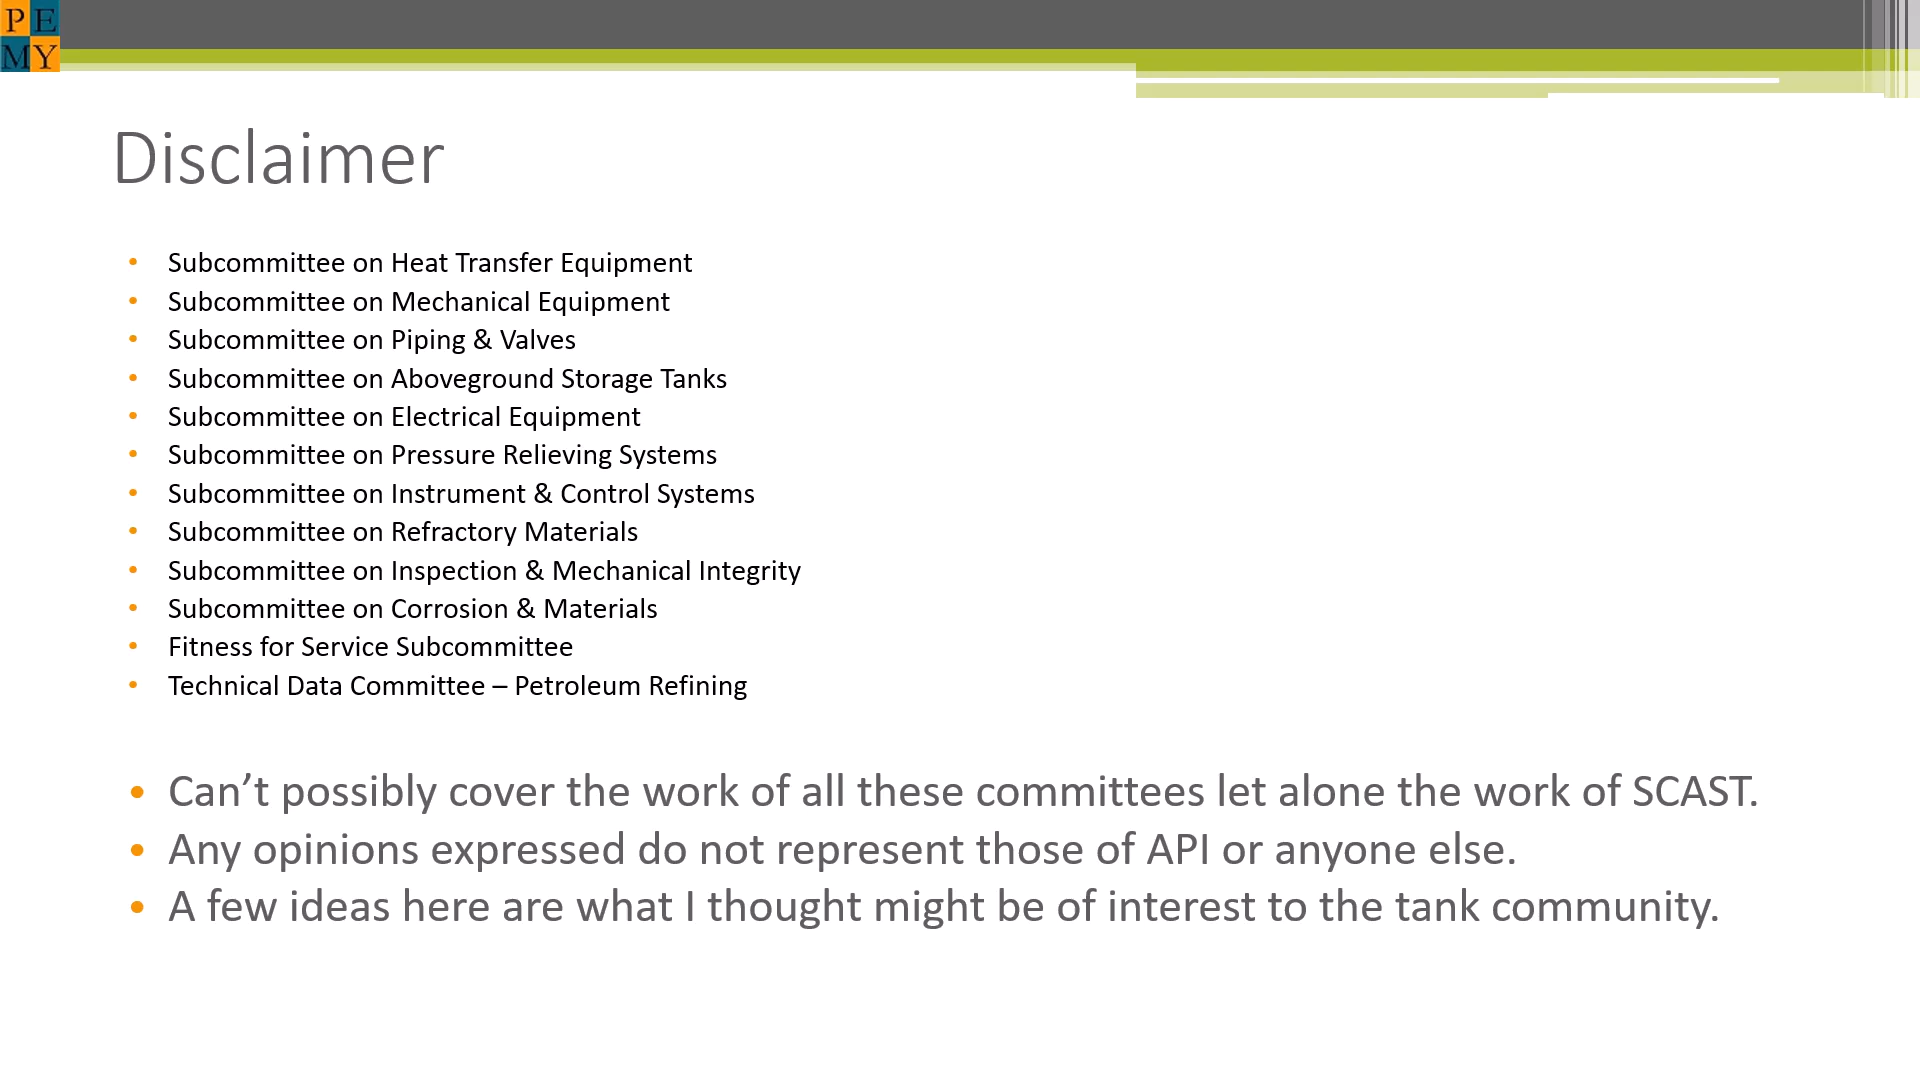 P E
M Y
Disclaimer
• Subcommittee on Heat Transfer Equipment
• Subcommittee on Mechanical Equipment
• Subcommittee on Piping & Valves
• Subcommittee on Aboveground Storage Tanks
• Subcommittee on Electrical Equipment
• Subcommittee on Pressure Relieving Systems
• Subcommittee on Instrument & Control Systems
• Subcommittee on Refractory Materials
• Subcommittee on Inspection & Mechanical Integrity
• Subcommittee on Corrosion & Materials
• Fitness for Service Subcommittee
• Technical Data Committee – Petroleum Refining
• Can’t possibly cover the work of all these committees let alone the work of SCAST.
• Any opinions expressed do not represent those of API or anyone else.
• A few ideas here are what I thought might be of interest to the tank community.